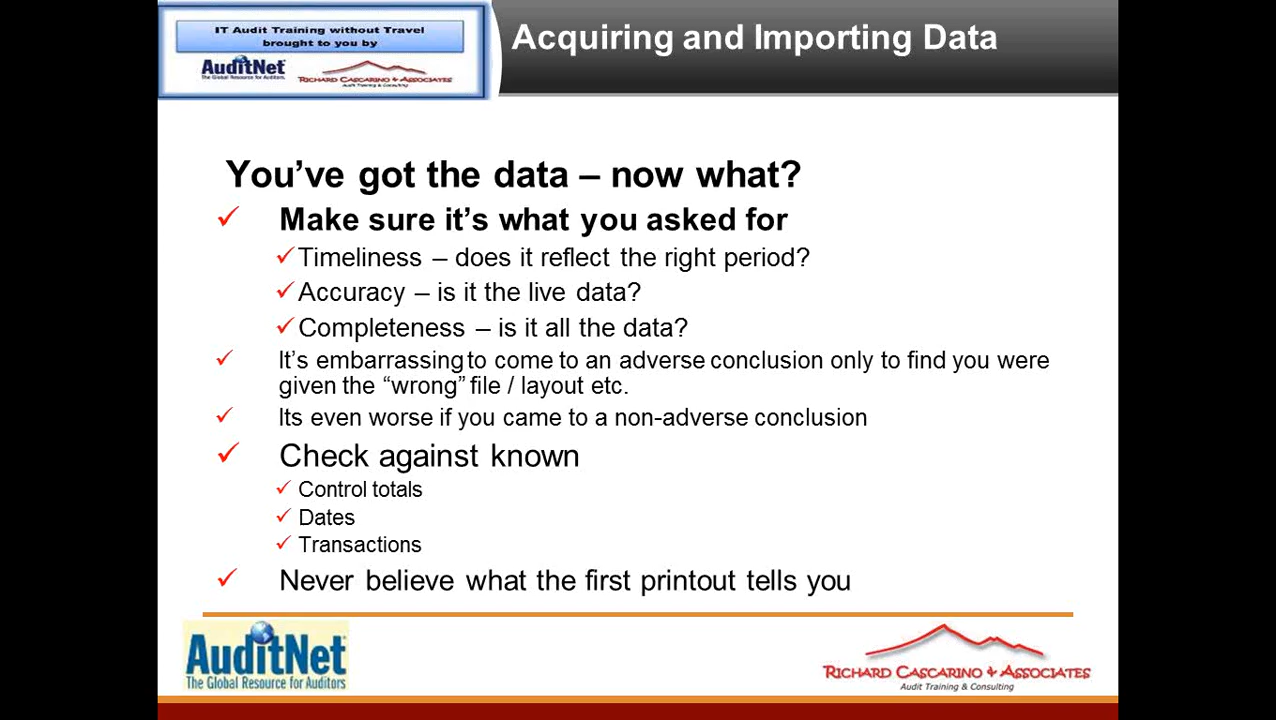 IT Audit Training without Travel
brought to you by
AuditNet
The Global Resource for Auditors
Richard Cascarino & Associates
Audit Training & Consulting
Acquiring and Importing Data
You’ve got the data – now what?
Make sure it’s what you asked for
Timeliness – does it reflect the right period?
Accuracy – is it the live data?
Completeness – is it all the data?
It’s embarrassing to come to an adverse conclusion only to find you were
given the “wrong” file / layout etc.
Its even worse if you came to a non-adverse conclusion
Check against known
Control totals
Dates
Transactions
Never believe what the first printout tells you
AuditNet
The Global Resource for Auditors
Richard Cascarino & Associates
Audit Training & Consulting